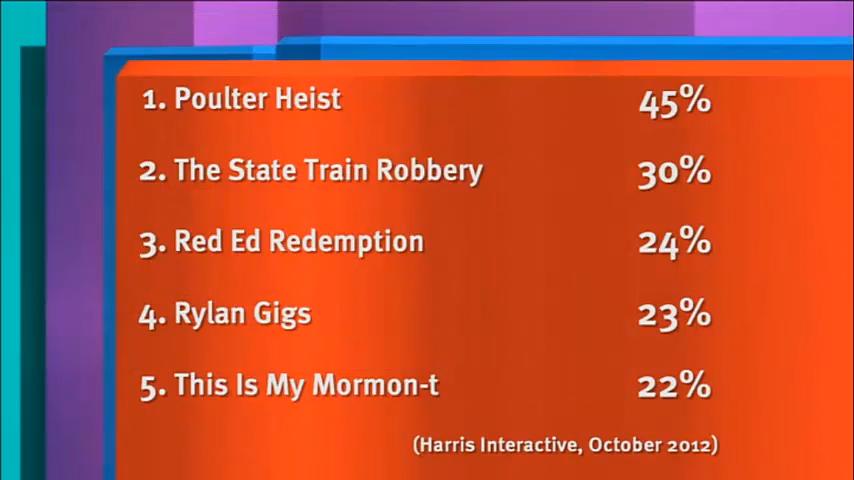 1. Poulter Heist 45%
2. The State Train Robbery 30%
3. Red Ed Redemption 24%
4. Rylan Gigs 23%
5. This Is My Mormon-t 22%
(Harris Interactive, October 2012)